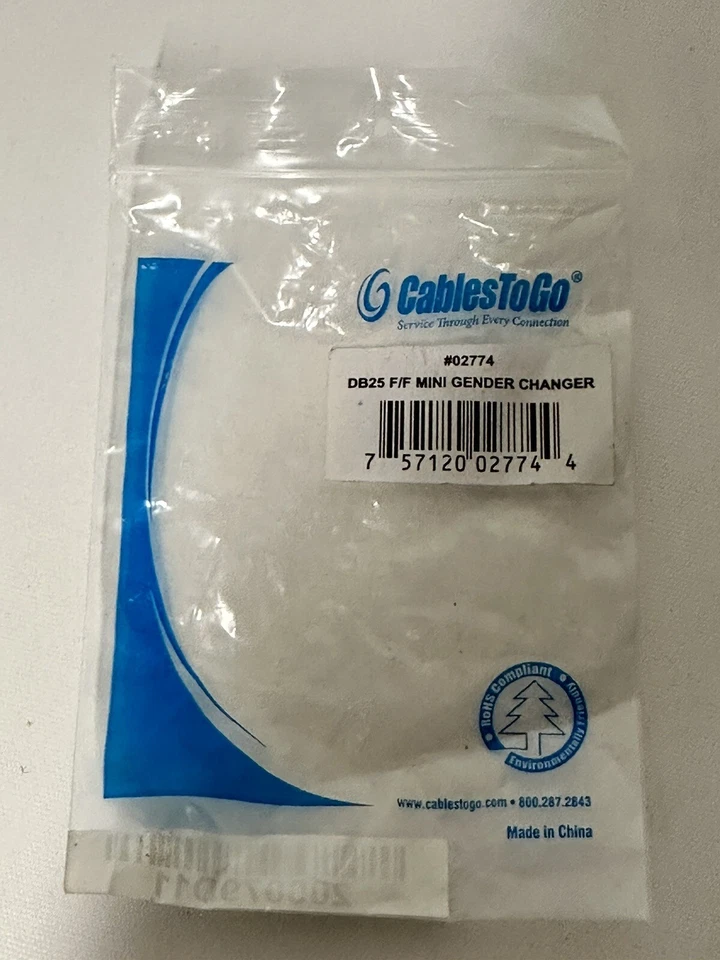 CablesToGo®
Service Through Every Connection
#02774
DB25 F/F MINI GENDER CHANGER
7 57120 02774 4
RoHS Compliant • Environmentally Friendly •
www.cablestogo.com • 800.287.2843
Made in China